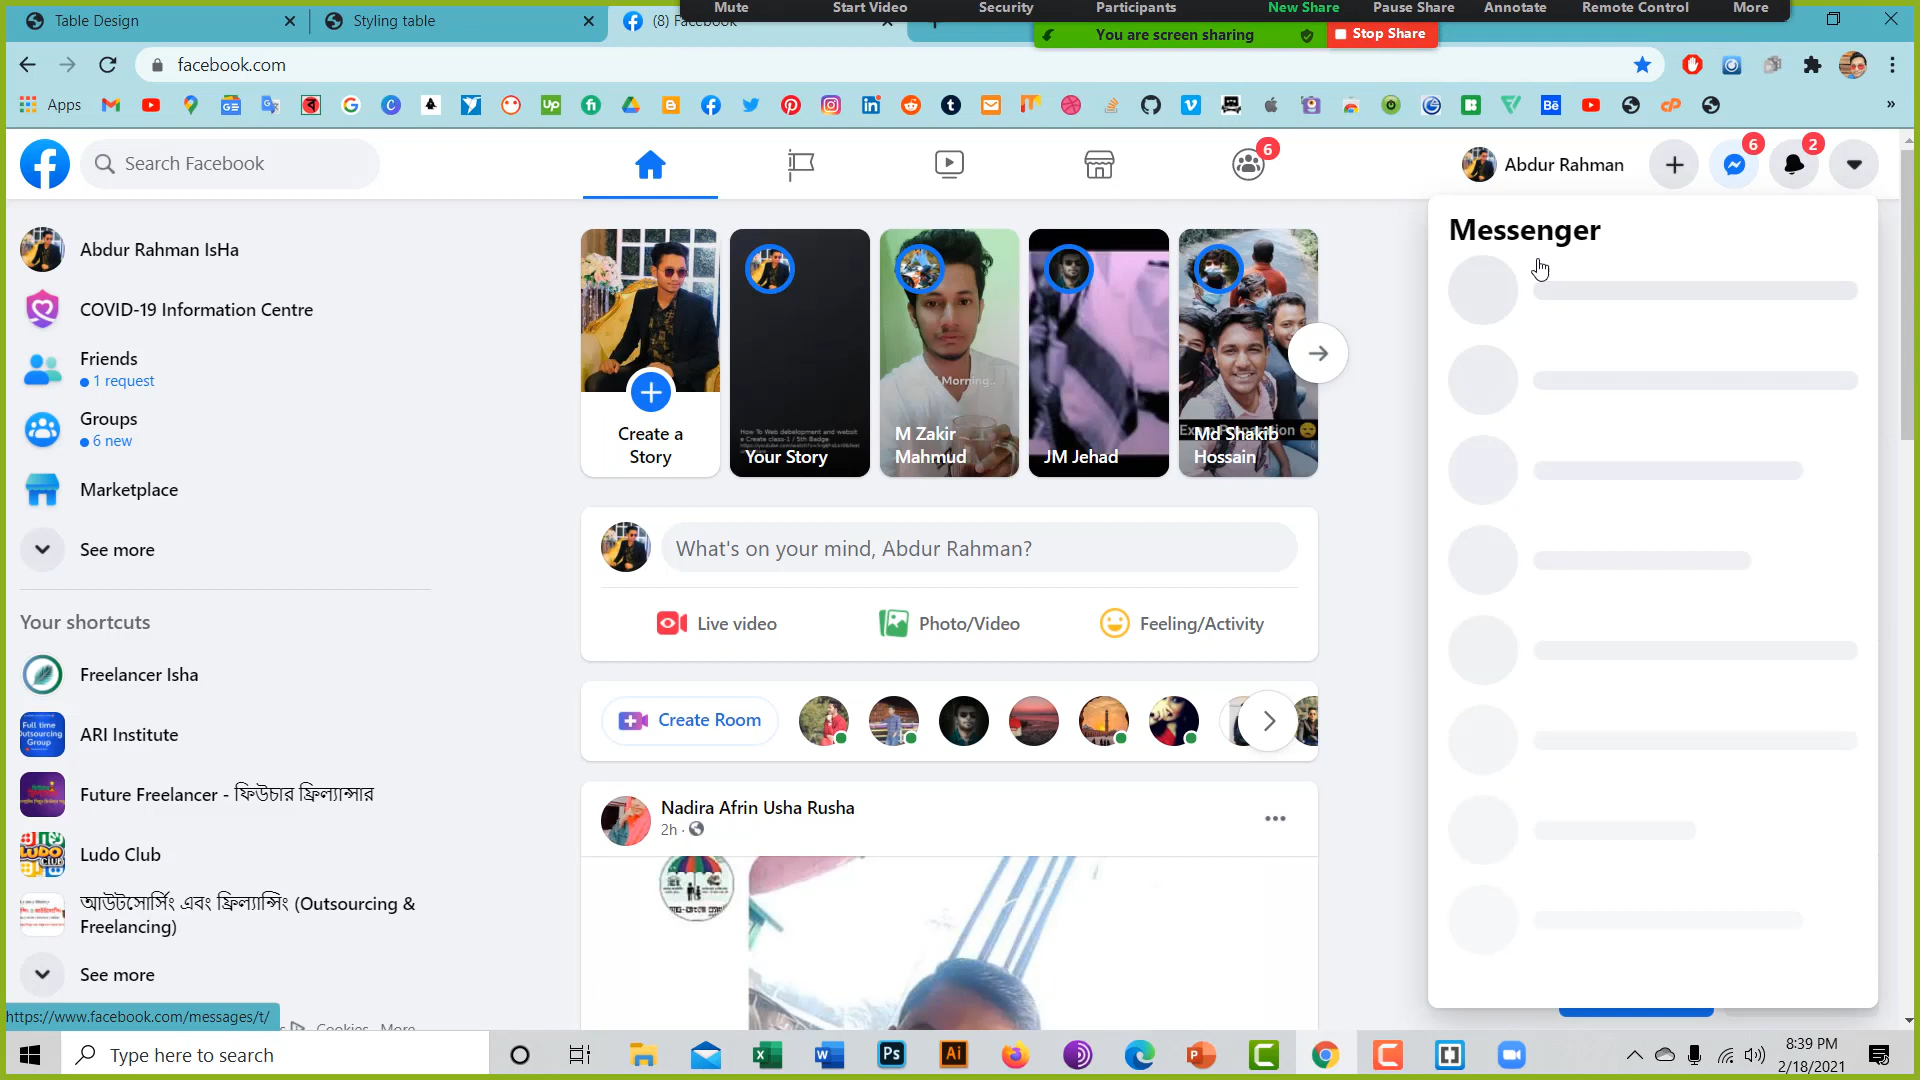 Mute
Start Video
Security
Participants
New Share
Pause Share
Annotate
Remote Control
More
Table Design
Styling table
(8) Facebook
You are screen sharing
Stop Share
facebook.com
Apps
Search Facebook
6
Abdur Rahman
6
2
Messenger
Abdur Rahman IsHa
COVID-19 Information Centre
Friends
1 request
Groups
6 new
Marketplace
See more
Your shortcuts
Freelancer Isha
ARI Institute
Future Freelancer - ফিউচার ফ্রিল্যান্সার
Ludo Club
আউটসোর্সিং এবং ফ্রিল্যান্সিং (Outsourcing &
Freelancing)
See more
Cookies · More
https://www.facebook.com/messages/t/
Create a
Story
Your Story
Morning..
M Zakir
Mahmud
JM Jehad
Md Shakib
Hossain
What's on your mind, Abdur Rahman?
Live video
Photo/Video
Feeling/Activity
Create Room
Nadira Afrin Usha Rusha
2h ·
Type here to search
8:39 PM
2/18/2021